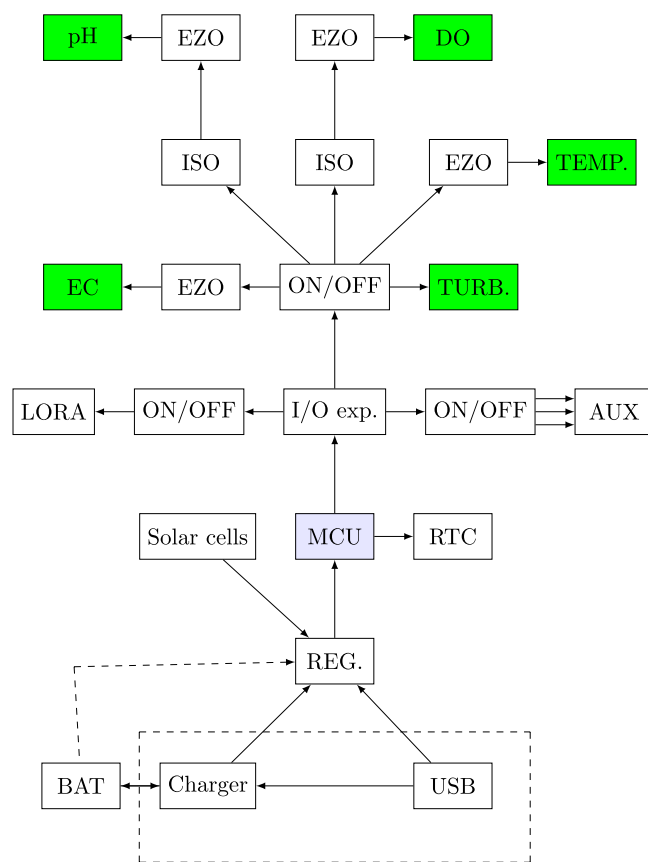 pH
EZO
EZO
DO
ISO
ISO
EZO
TEMP.
EC
EZO
ON/OFF
TURB.
LORA
ON/OFF
I/O exp.
ON/OFF
AUX
Solar cells
MCU
RTC
REG.
BAT
Charger
USB